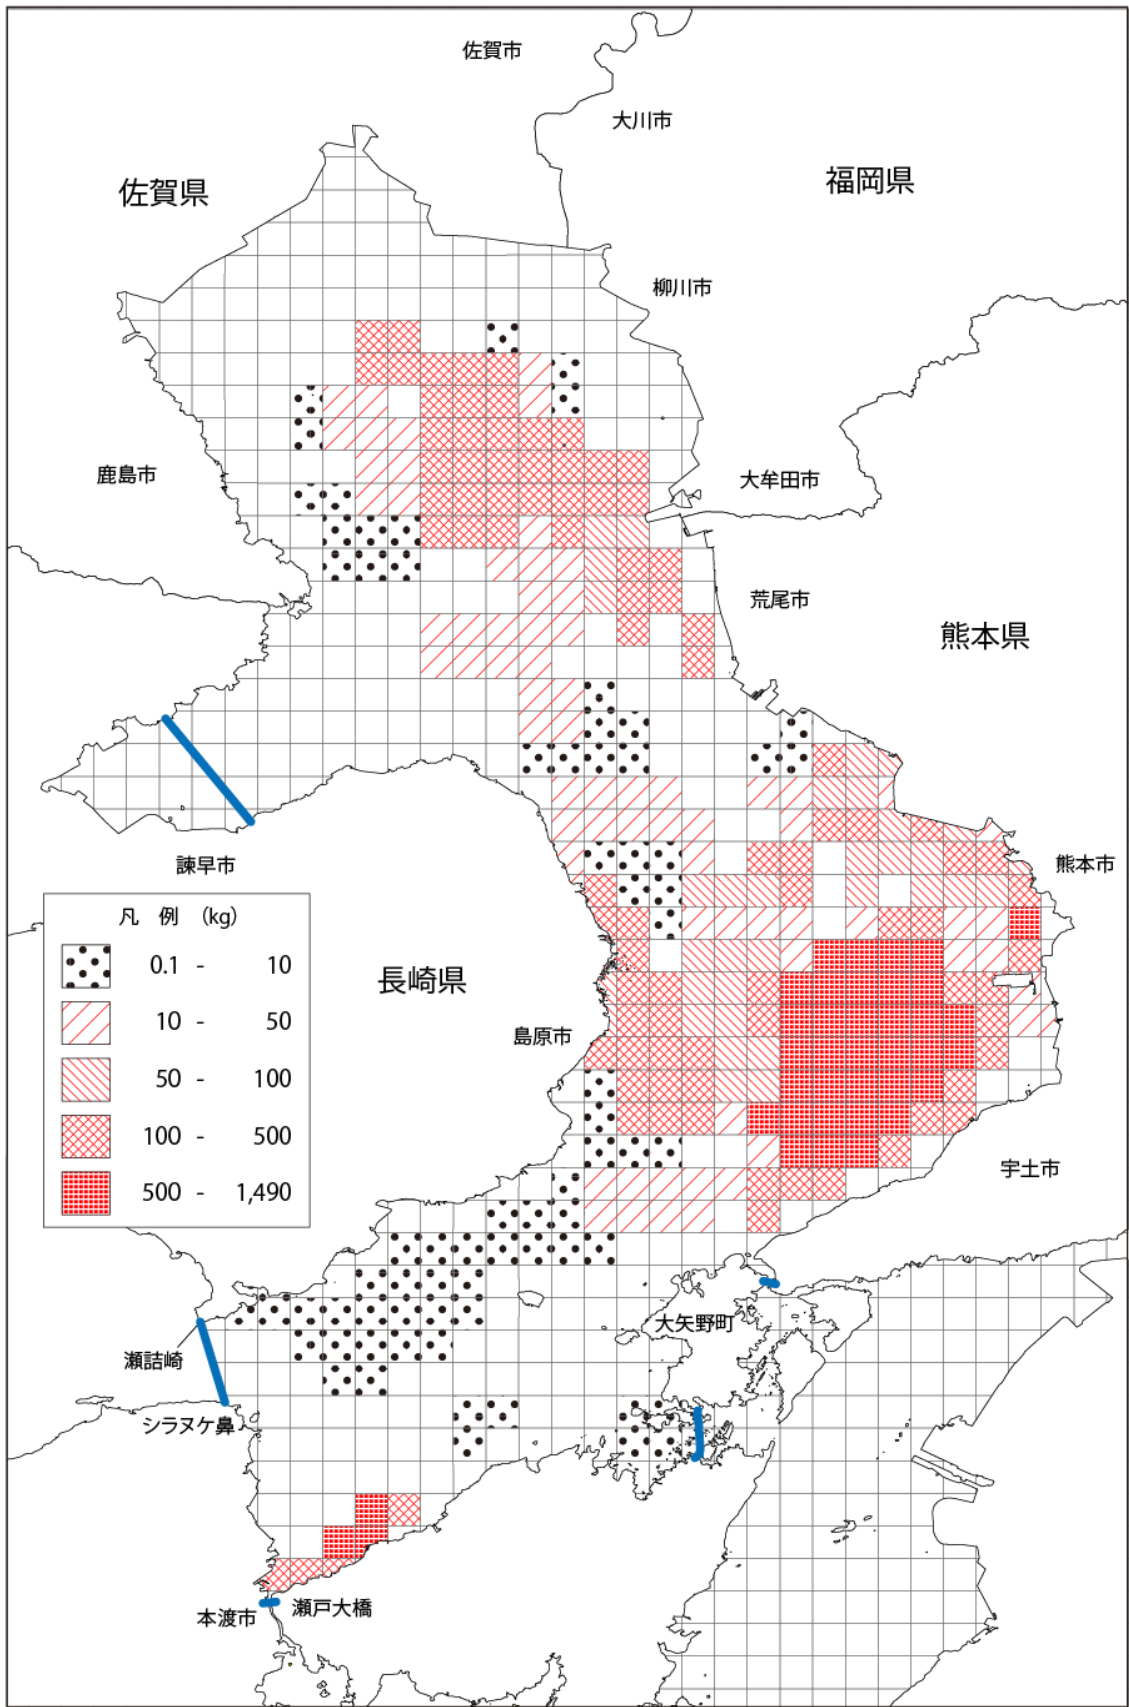 佐賀市
大川市
佐賀県
福岡県
柳川市
鹿島市
大牟田市
荒尾市
熊本県
諫早市
熊本市
凡 例 (kg)
0.1 - 10
10 - 50
50 - 100
100 - 500
500 - 1,490
長崎県
島原市
宇土市
大矢野町
瀬詰崎
シラヌケ鼻
本渡市
瀬戸大橋